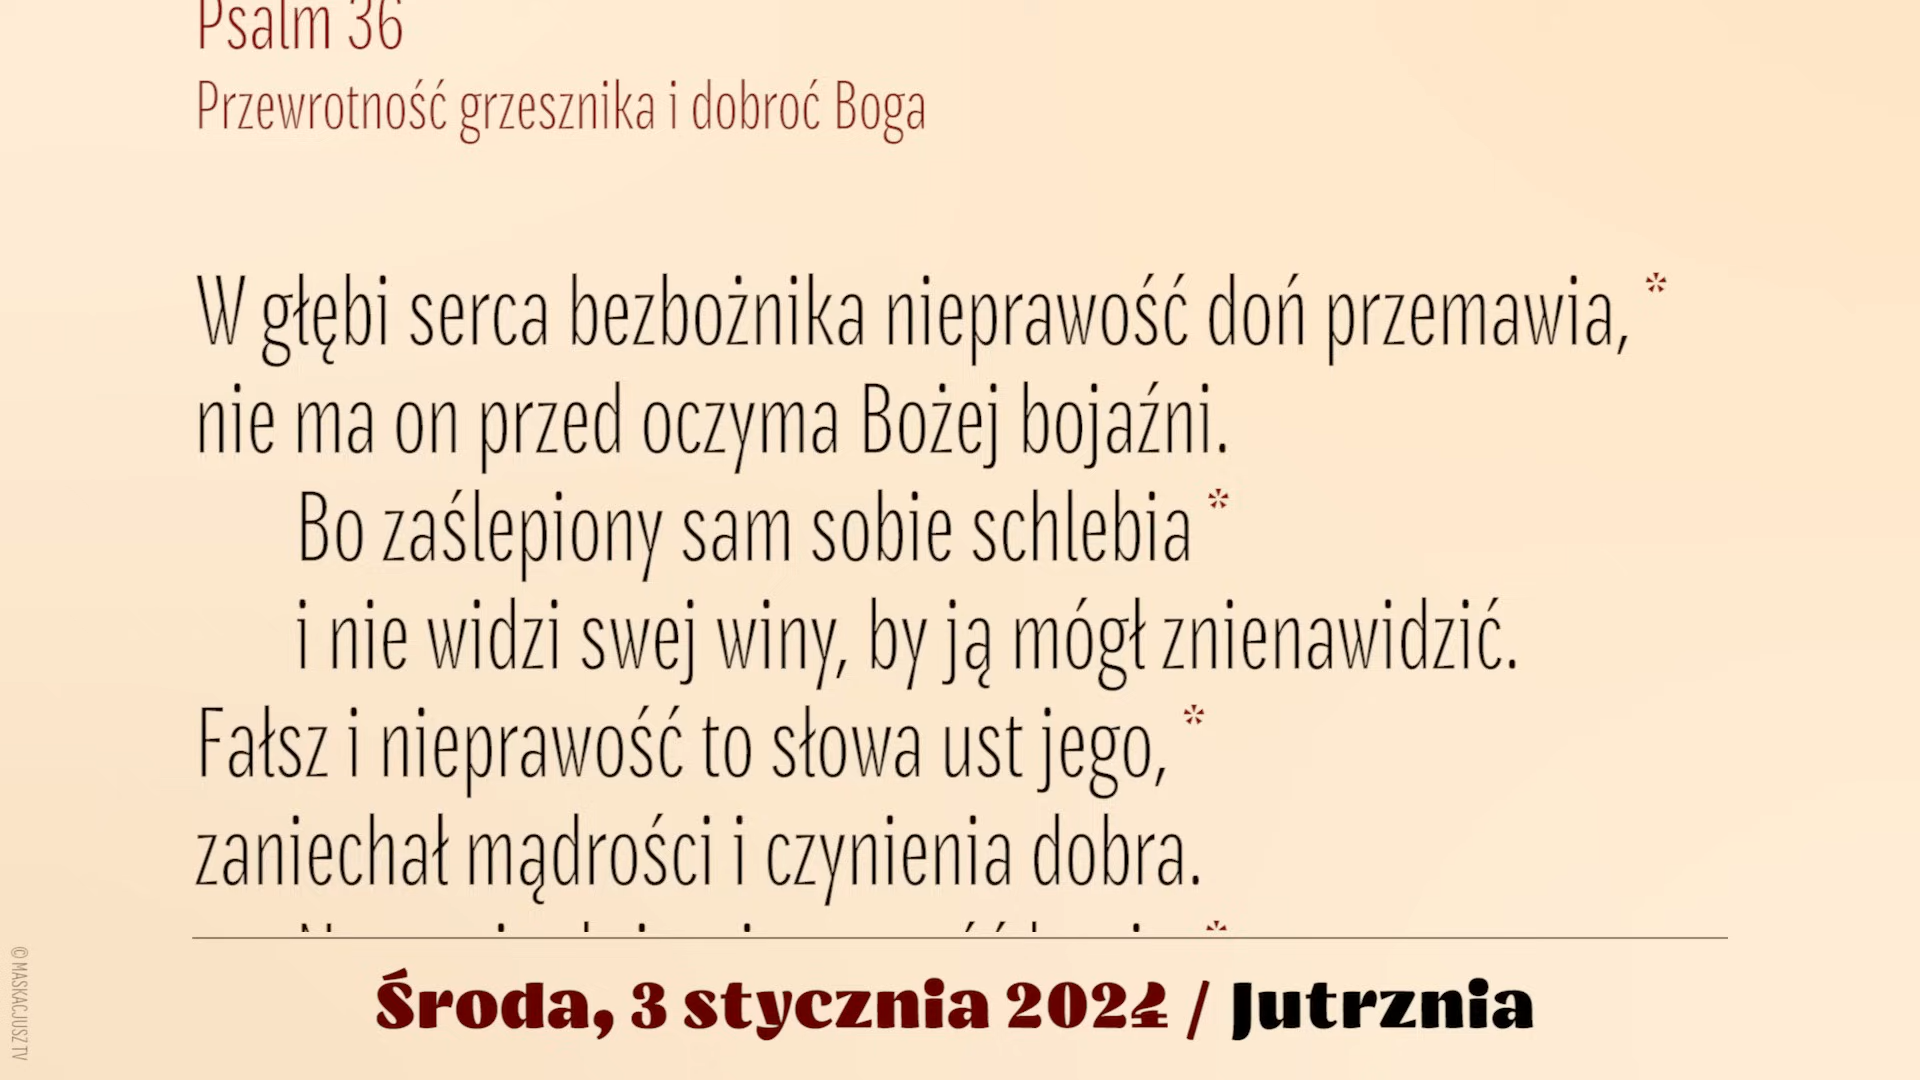 Psalm 36
Przewrotność grzesznika i dobroć Boga
W głębi serca bezbożnika nieprawość doń przemawia, *
nie ma on przed oczyma Bożej bojaźni.
Bo zaślepiony sam sobie schlebia *
i nie widzi swej winy, by ją mógł znienawidzić.
Fałsz i nieprawość to słowa ust jego, *
zaniechał mądrości i czynienia dobra.
Środa, 3 stycznia 2024 / Jutrznia
© MASKACJUSZ TV